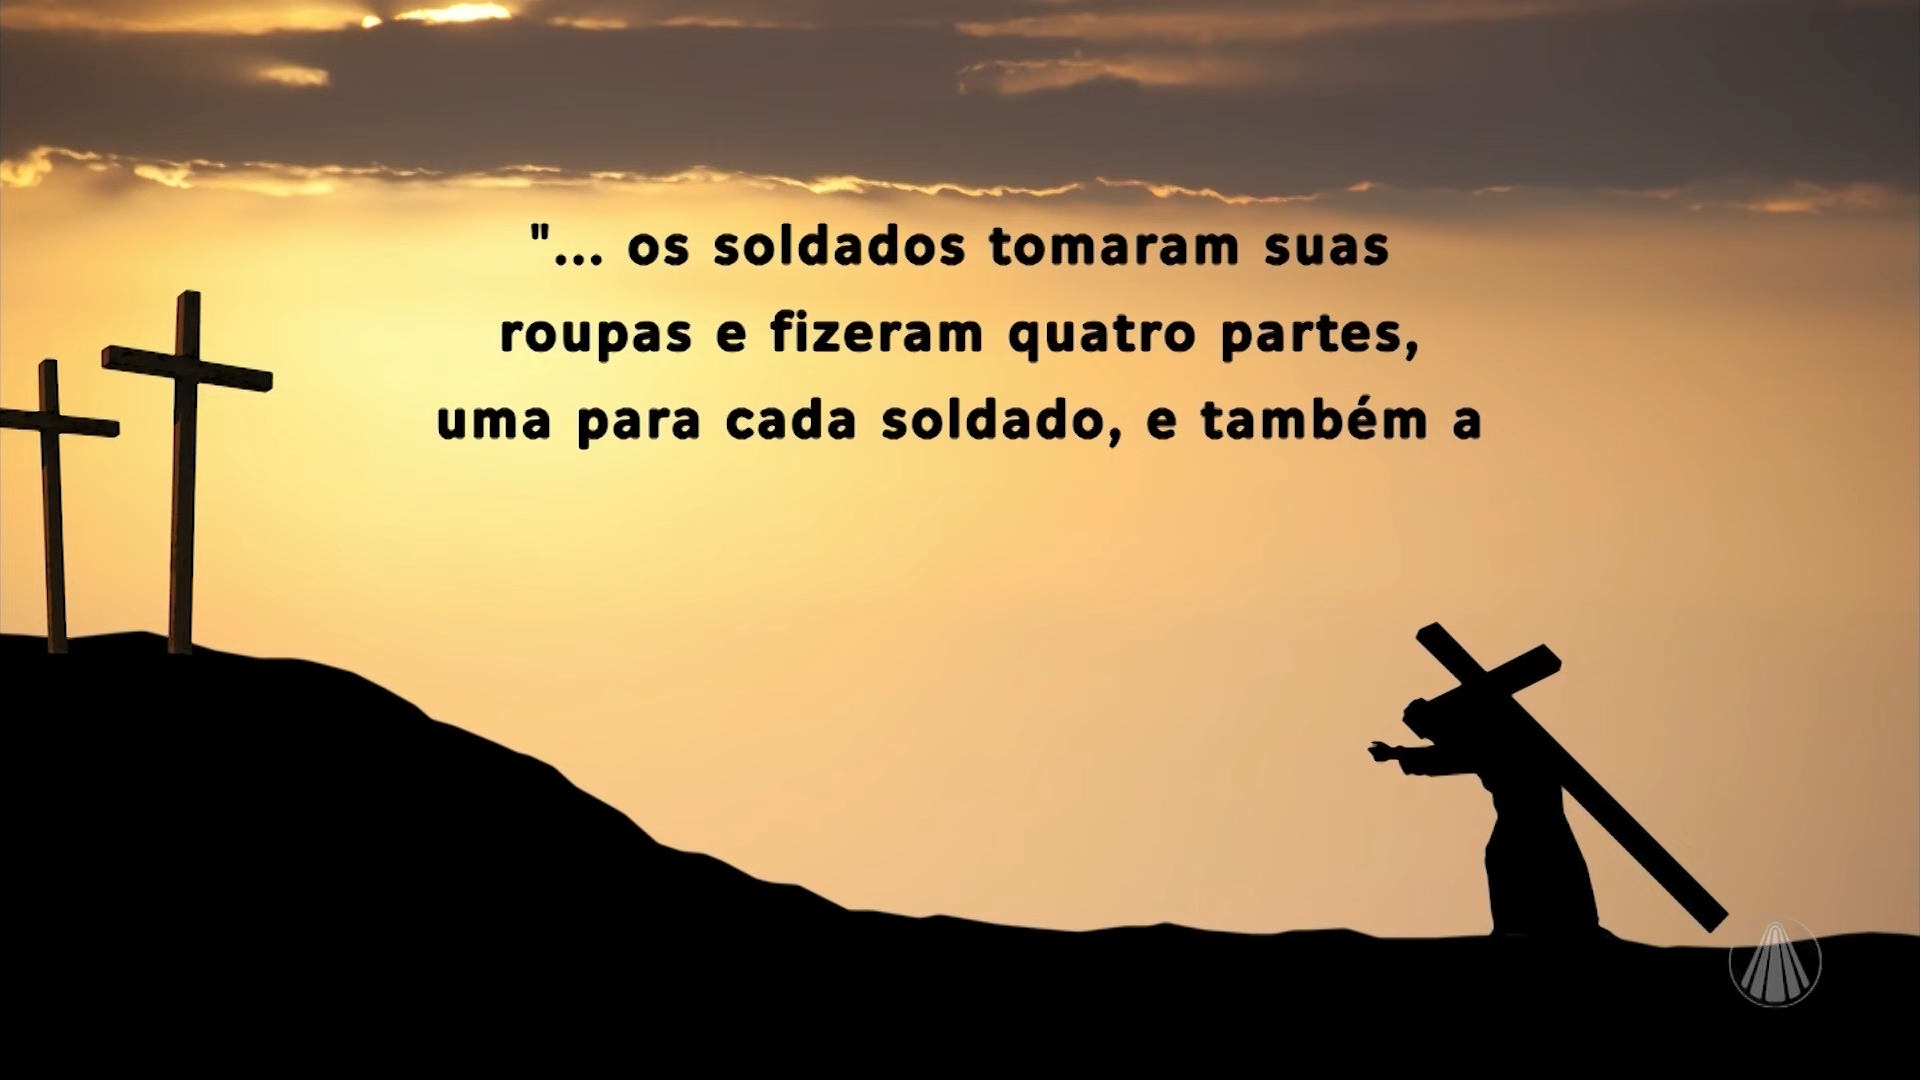 "... os soldados tomaram suas
roupas e fizeram quatro partes,
uma para cada soldado, e também a